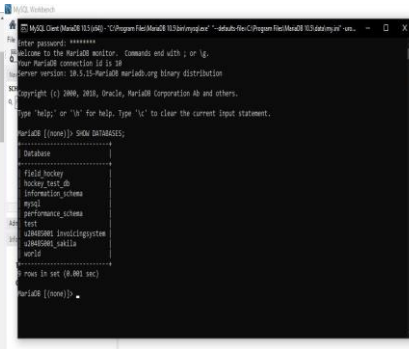 MySQL Workbench
MySQL Client (MariaDB 10.5 (x64)) - "C:\Program Files\MariaDB 10.5\bin\mysql.exe" "--defaults-file=C:\Program Files\MariaDB 10.5\data\my.ini" -uro...
Enter password: ********
Welcome to the MariaDB monitor.  Commands end with ; or \g.
Your MariaDB connection id is 10
Server version: 10.5.15-MariaDB mariadb.org binary distribution
Copyright (c) 2000, 2018, Oracle, MariaDB Corporation Ab and others.
Type 'help;' or '\h' for help. Type '\c' to clear the current input statement.
MariaDB [(none)]> SHOW DATABASES;
+--------------------------+
| Database                 |
+--------------------------+
| field_hockey             |
| hockey_test_db           |
| information_schema       |
| mysql                    |
| performance_schema       |
| test                     |
| u20485001_invoicingsystem |
| u20485001_sakila         |
| world                    |
+--------------------------+
9 rows in set (0.001 sec)
MariaDB [(none)]>